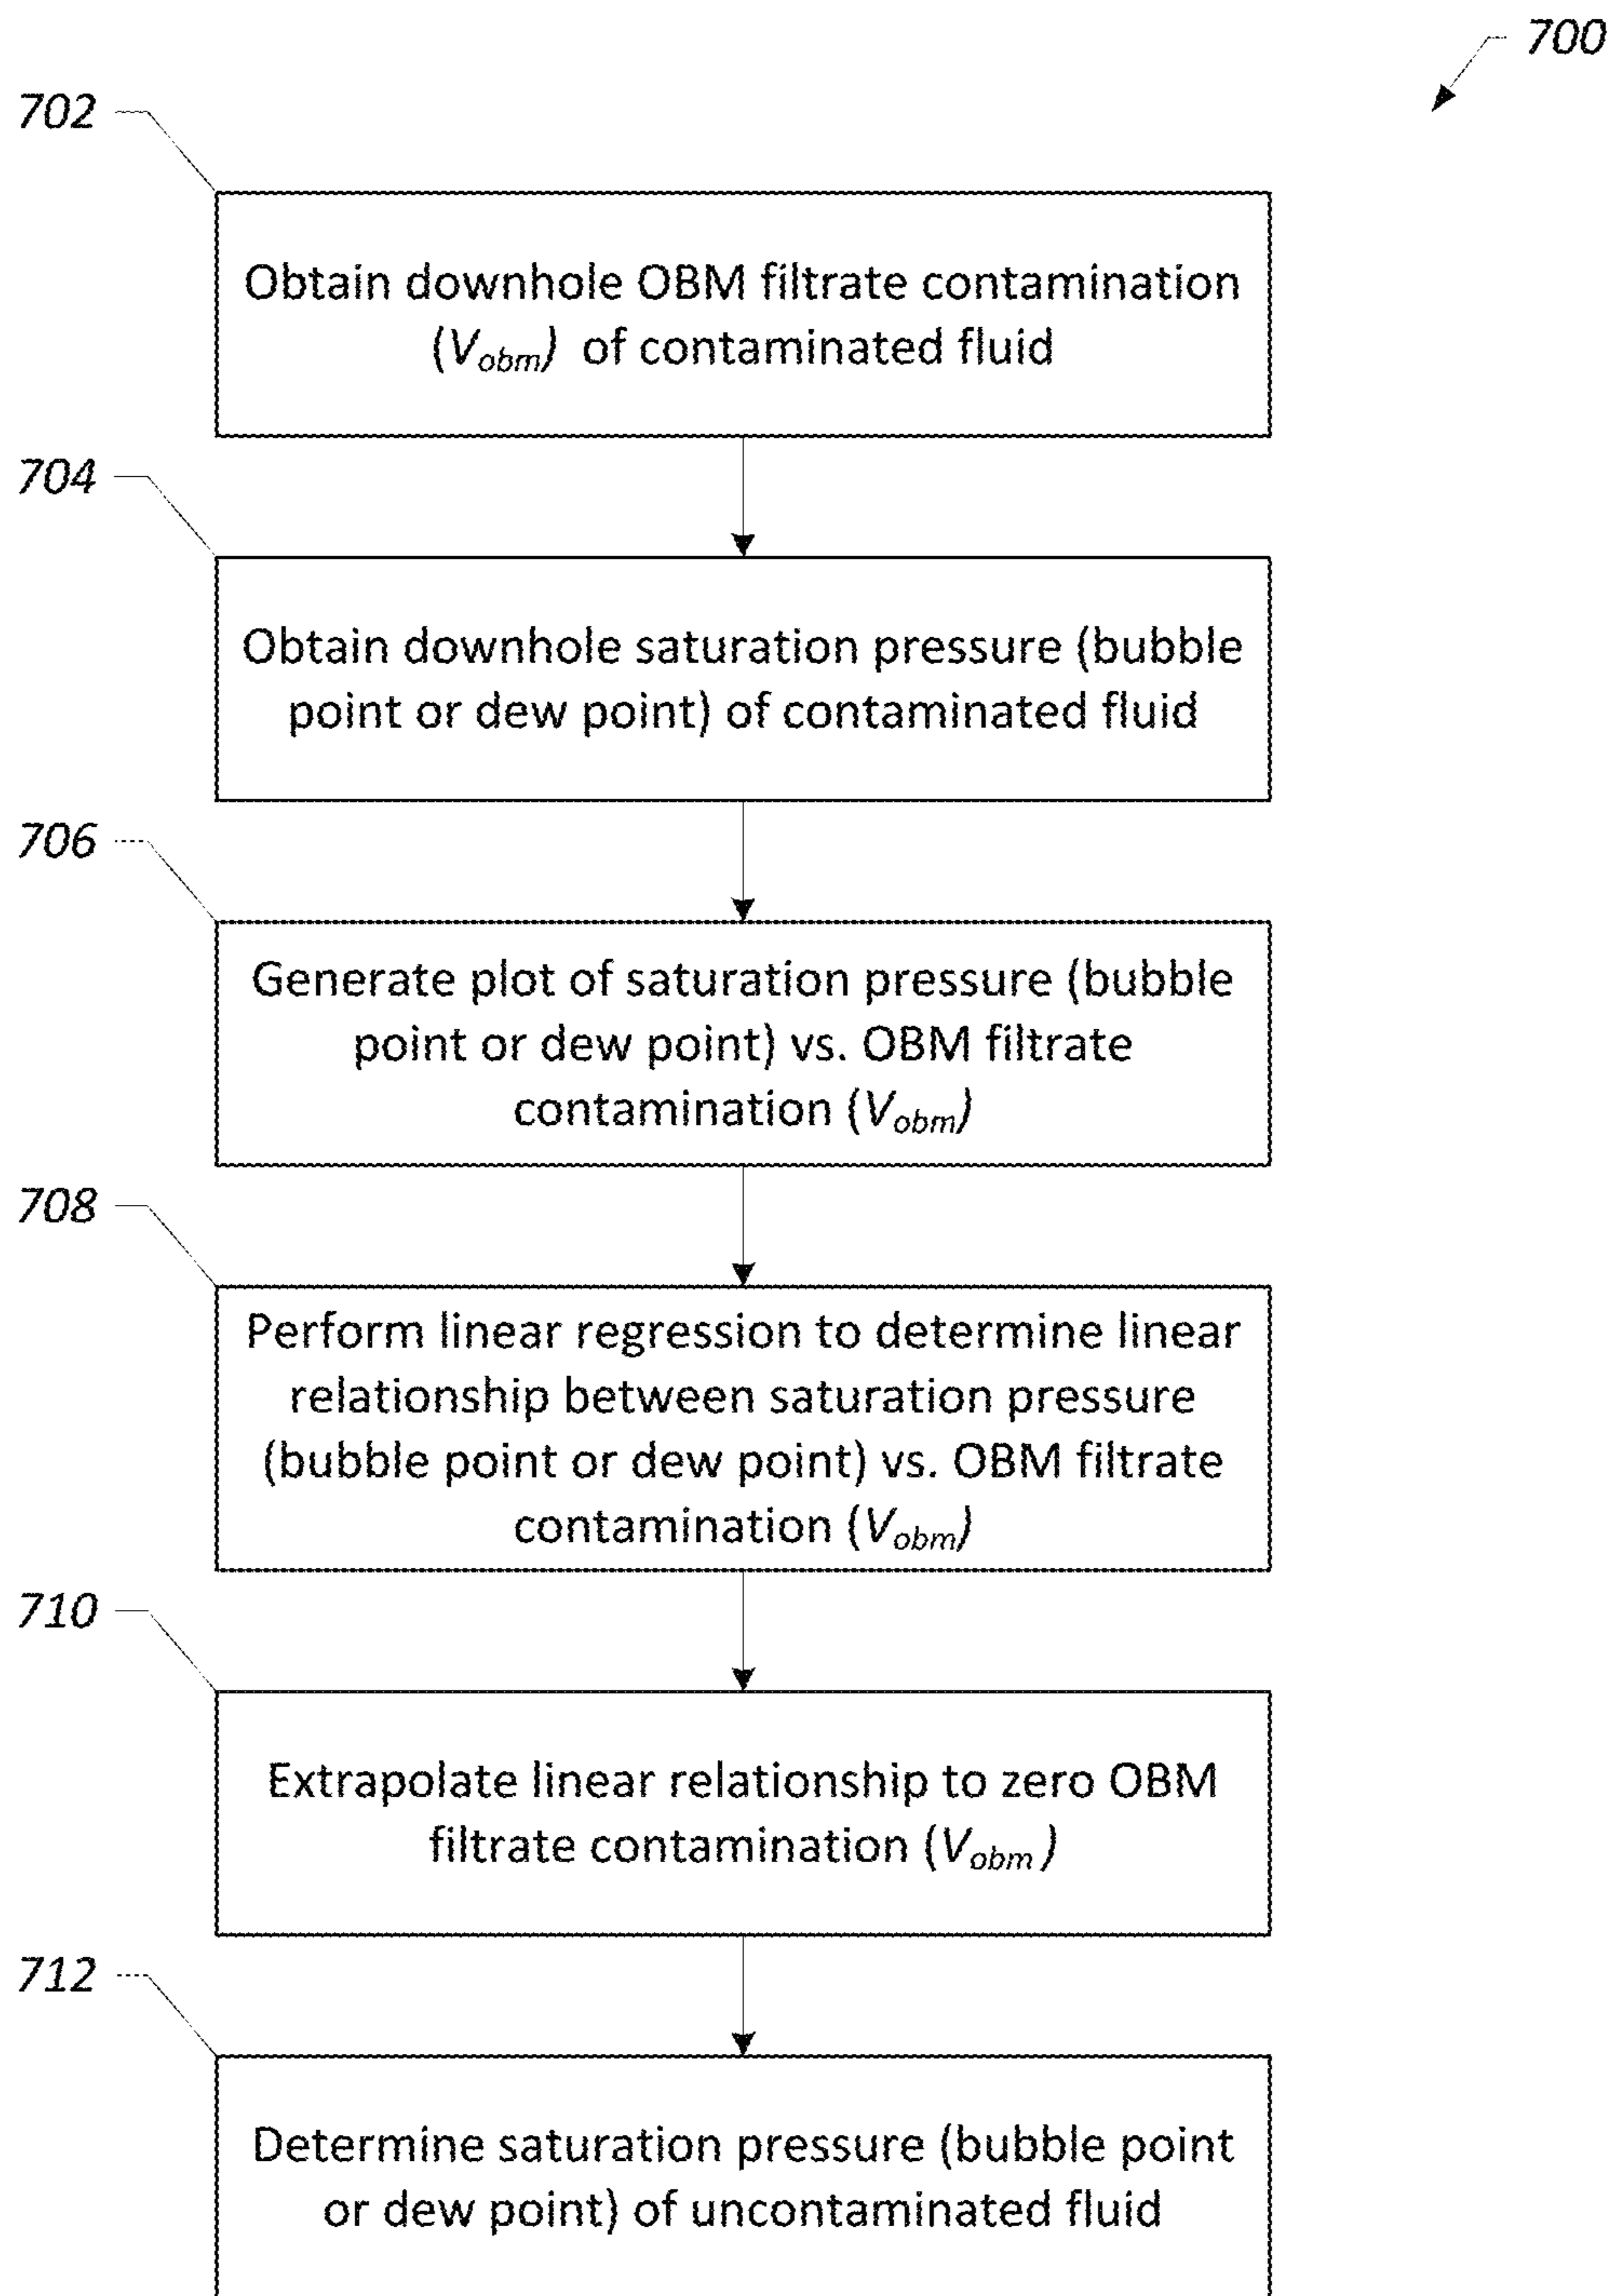 700
702
Obtain downhole OBM filtrate contamination
(Vobm) of contaminated fluid
704
Obtain downhole saturation pressure (bubble
point or dew point) of contaminated fluid
706
Generate plot of saturation pressure (bubble
point or dew point) vs. OBM filtrate
contamination (Vobm)
708
Perform linear regression to determine linear
relationship between saturation pressure
(bubble point or dew point) vs. OBM filtrate
contamination (Vobm)
710
Extrapolate linear relationship to zero OBM
filtrate contamination (Vobm )
712
Determine saturation pressure (bubble point
or dew point) of uncontaminated fluid